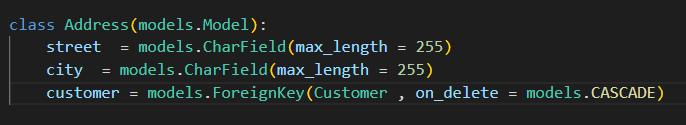 class Address(models.Model):
    street  = models.CharField(max_length = 255)
    city  = models.CharField(max_length = 255)
    customer = models.ForeignKey(Customer , on_delete = models.CASCADE)